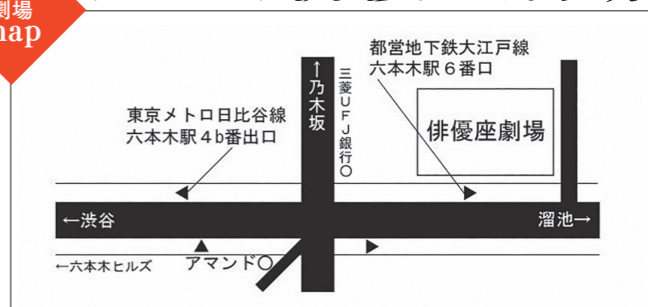 劇場
map
都営地下鉄大江戸線
六本木駅6番口
↑乃木坂
三菱UFJ銀行○
東京メトロ日比谷線
六本木駅4b番出口
俳優座劇場
←渋谷
溜池→
←六本木ヒルズ
アマンド○